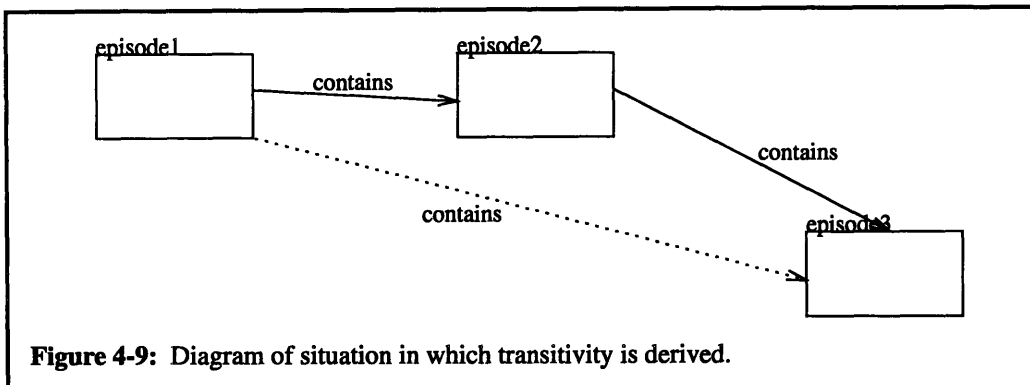 episode1
episode2
contains
contains
contains
episode3
Figure 4-9: Diagram of situation in which transitivity is derived.